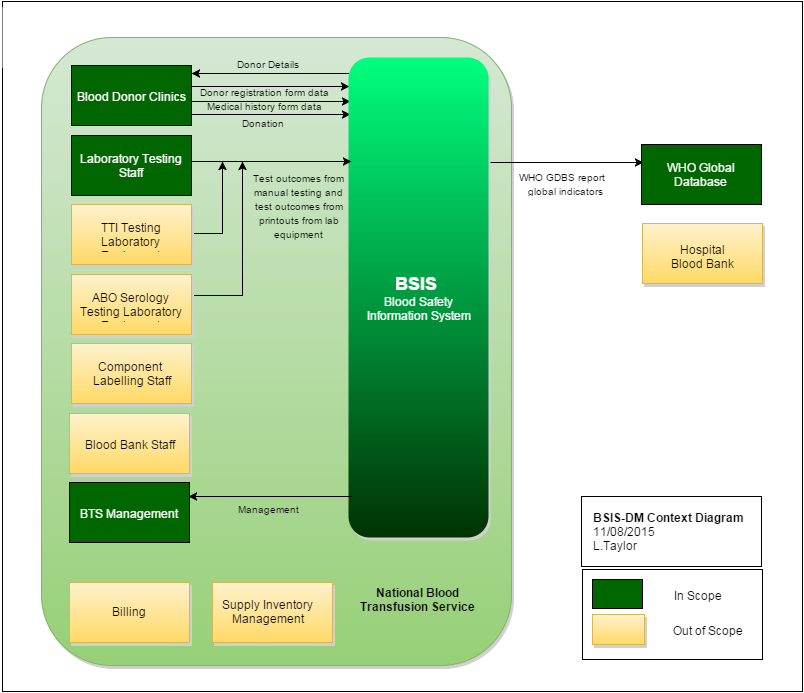 Donor Details
Blood Donor Clinics
Donor registration form data
Medical history form data
Donation
Laboratory Testing
Staff
Test outcomes from
manual testing and
test outcomes from
printouts from lab
equipment
TTI Testing
Laboratory
ABO Serology
Testing Laboratory
Component
Labelling Staff
Blood Bank Staff
BTS Management
Management
Billing
Supply Inventory
Management
National Blood
Transfusion Service
BSIS
Blood Safety
Information System
WHO GDBS report
global indicators
WHO Global
Database
Hospital
Blood Bank
BSIS-DM Context Diagram
11/08/2015
L.Taylor
In Scope
Out of Scope